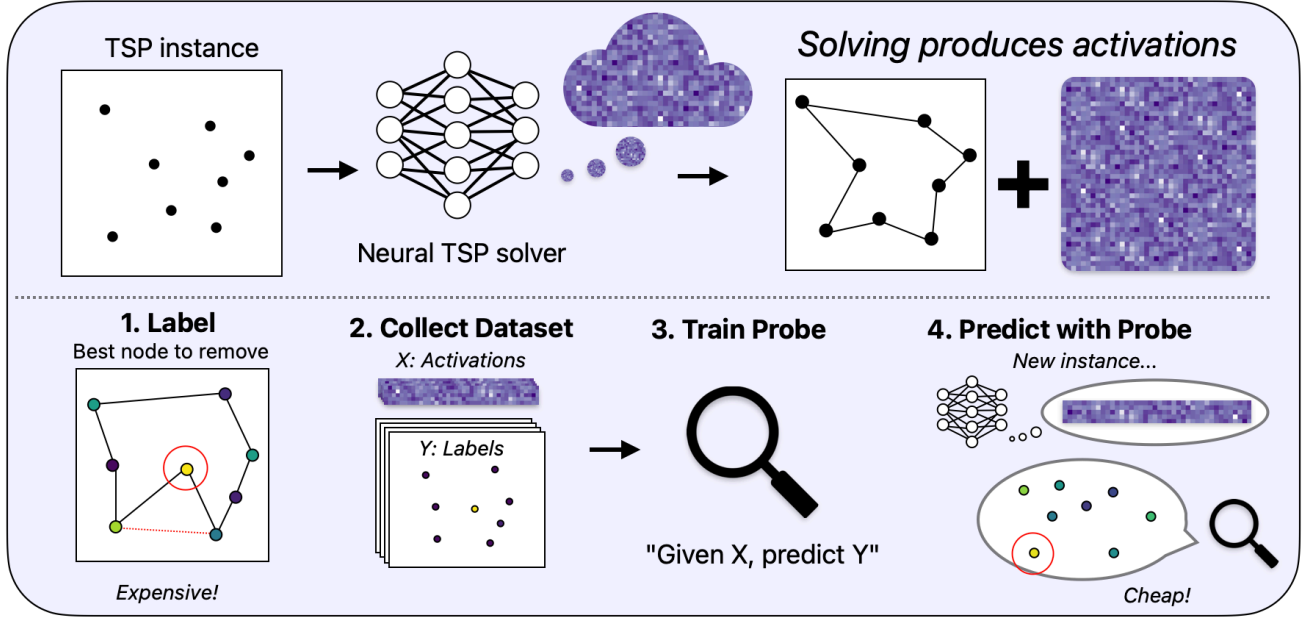 TSP instance
Neural TSP solver
Solving produces activations
1. Label
Best node to remove
Expensive!
2. Collect Dataset
X: Activations
Y: Labels
3. Train Probe
"Given X, predict Y"
4. Predict with Probe
New instance...
Cheap!